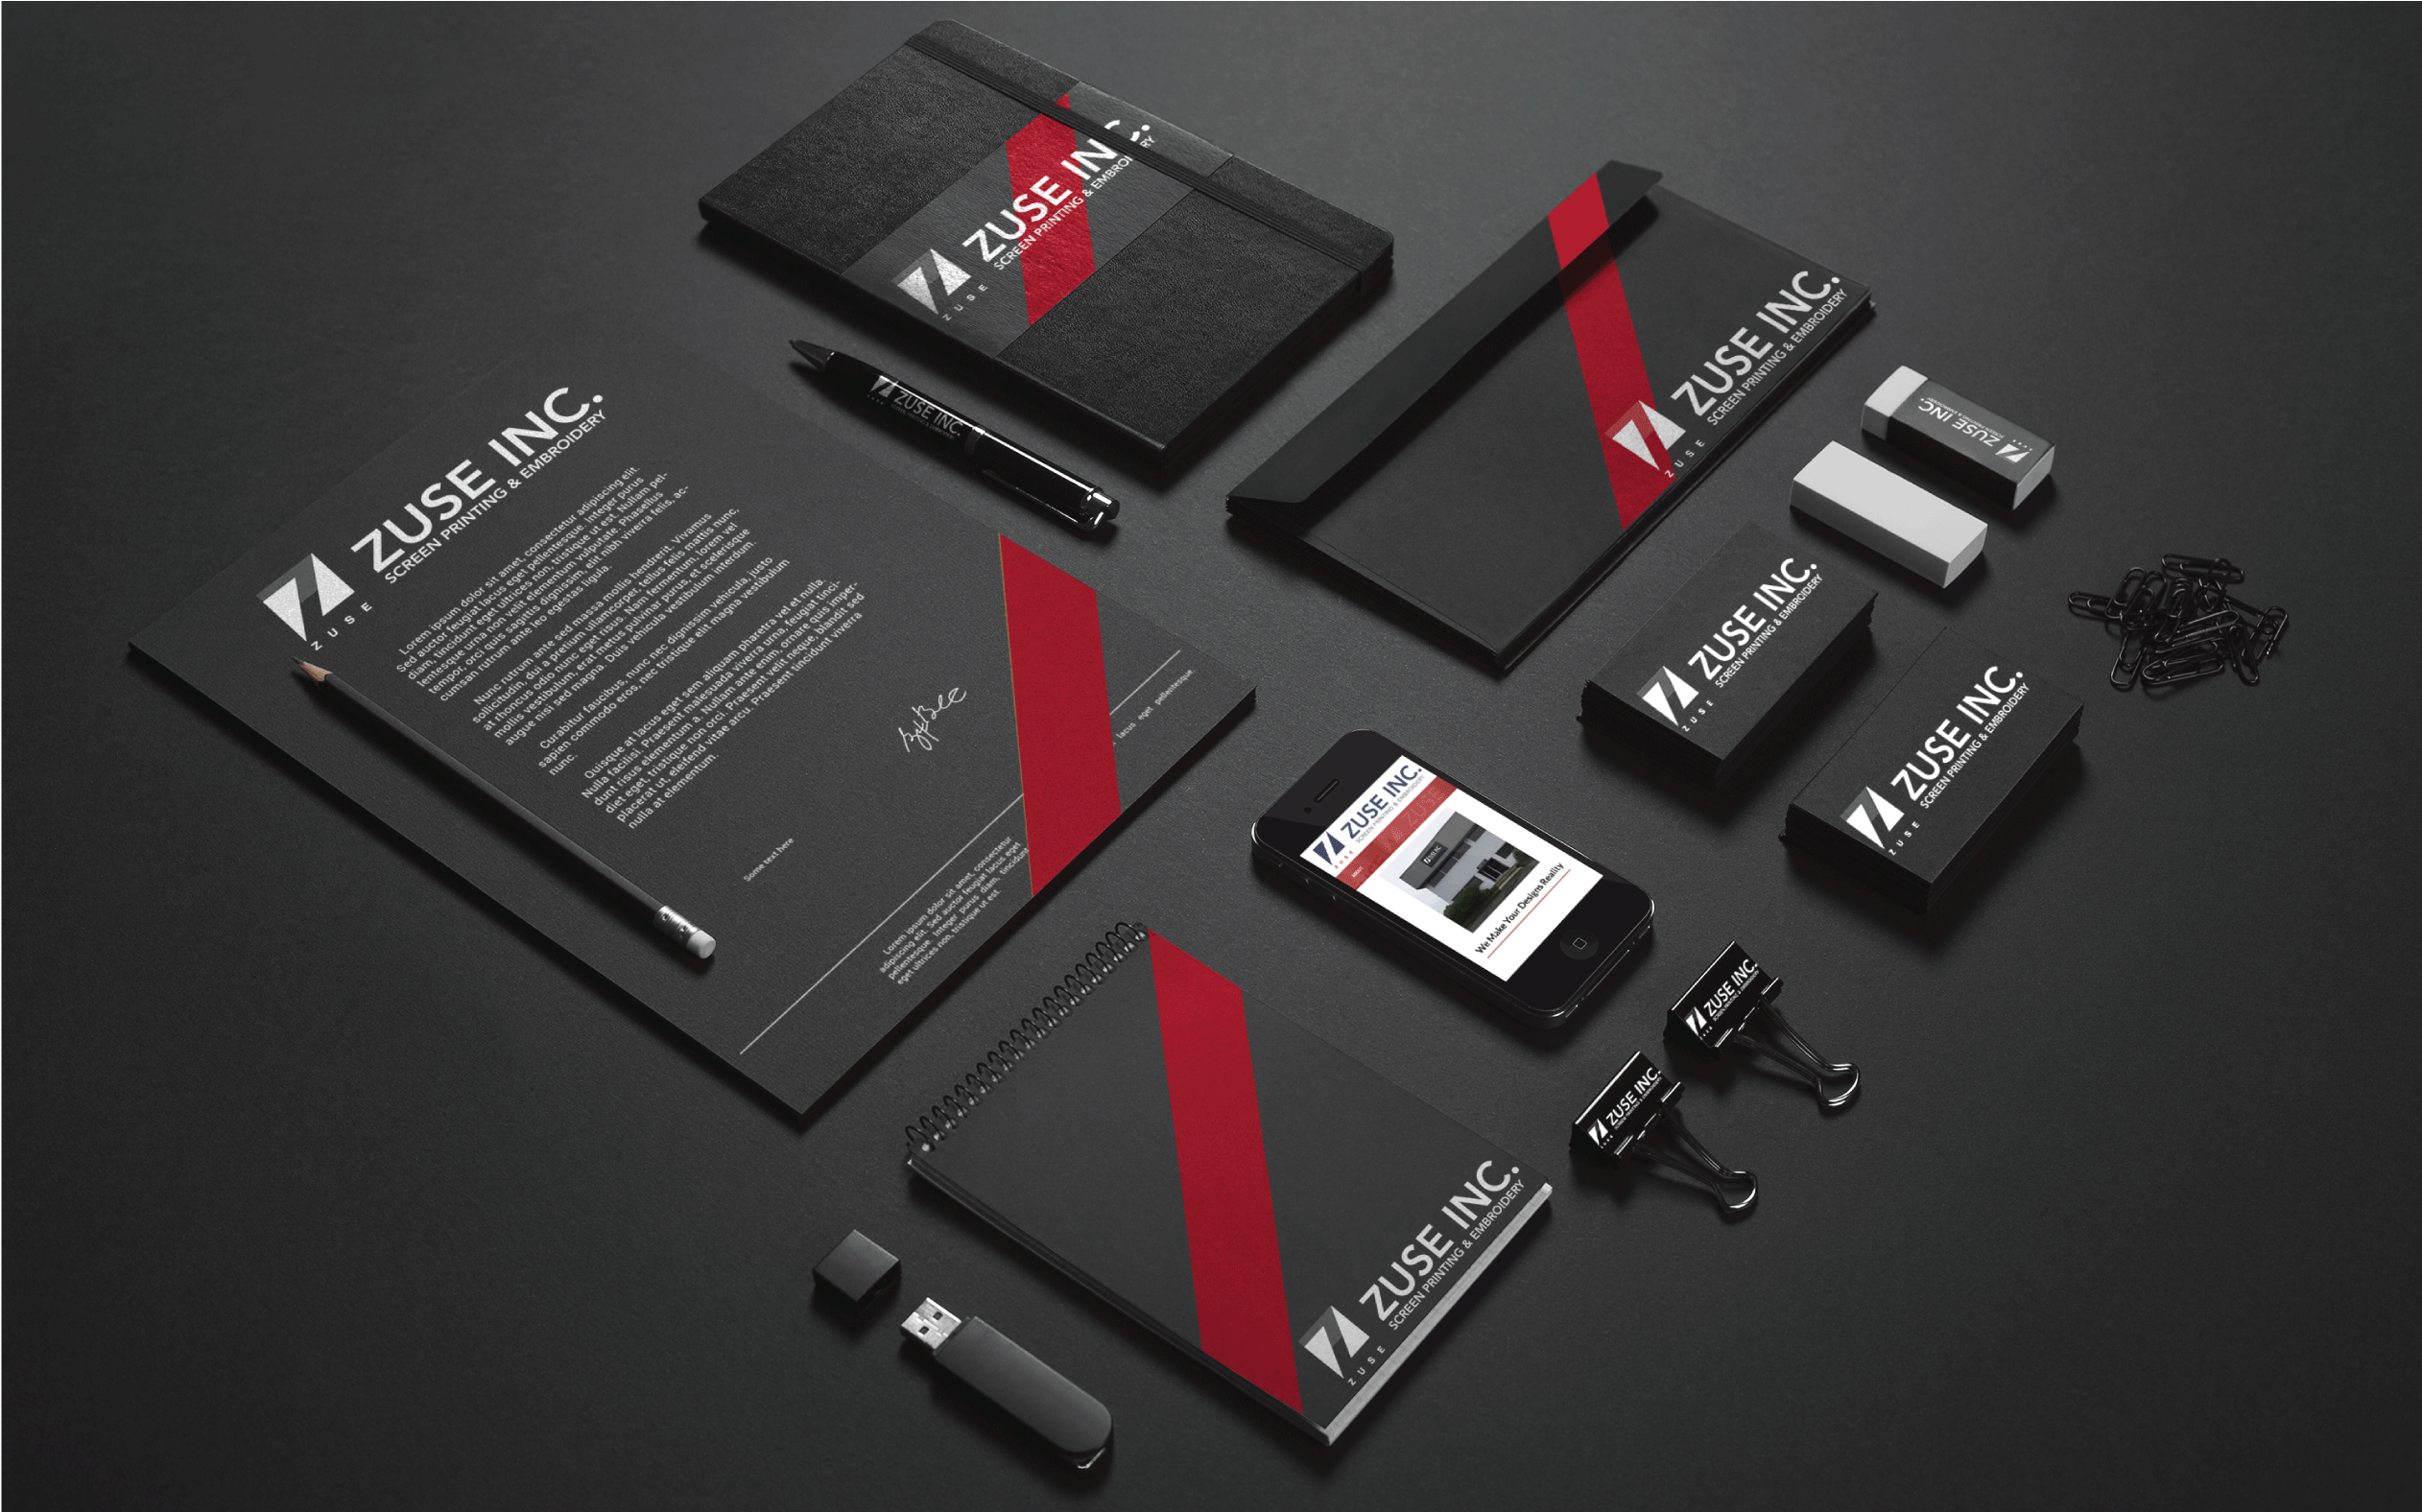 ZUSE INC.
SCREEN PRINTING & EMBROIDERY
ZUSE
ZUSE INC.
SCREEN PRINTING & EMBROIDERY
ZUSE
ZUSE INC.
ZUSE INC.
SCREEN PRINTING & EMBROIDERY
ZUSE
ZUSE INC.
Lorem ipsum dolor sit amet, consectetur adipiscing elit.
Sed auctor feugiat lacus eget pellentesque. Integer purus
diam, tincidunt eget ultrices non, tristique ut est. Nullam pel-
lentesque urna non velit elementum vulputate. Phasellus
tempor, orci quis sagittis dignissim, elit nibh viverra felis, ac-
cumsan rutrum ante leo egestas ligula.
Nunc rutrum ante sed massa mollis hendrerit. Vivamus
sollicitudin, dui a pretium ullamcorper, tellus felis mattis nunc,
at rhoncus odio nunc eget risus. Nam fermentum, lorem vel
mollis vestibulum, erat metus pulvinar purus, et scelerisque
augue nisi sed magna. Duis vehicula vestibulum interdum.
Curabitur faucibus, nunc nec dignissim vehicula, justo
sapien commodo eros, nec tristique elit magna vestibulum
nunc.
Quisque at lacus eget sem aliquam pharetra vel et nulla.
Nulla facilisi. Praesent malesuada viverra urna, feugiat tinci-
dunt risus elementum a. Nullam ante enim, ornare quis imper-
diet eget, tristique non orci. Praesent velit neque, blandit sed
placerat ut, eleifend vitae arcu. Praesent tincidunt viverra
nulla at elementum.
Some text here
Lorem ipsum dolor sit amet, consectetur
adipiscing elit. Sed auctor feugiat lacus eget
pellentesque. Integer purus diam, tincidunt
eget ultrices non, tristique ut est.
lacus eget pellentesque.
ZUSE INC.
SCREEN PRINTING & EMBROIDERY
ZUSE
ZUSE INC.
SCREEN PRINTING & EMBROIDERY
ZUSE
ZUSE INC.
SCREEN PRINTING & EMBROIDERY
ZUSE
We Make Your Designs Reality
ZUSE INC.
ZUSE INC.
ZUSE INC.
SCREEN PRINTING & EMBROIDERY
ZUSE